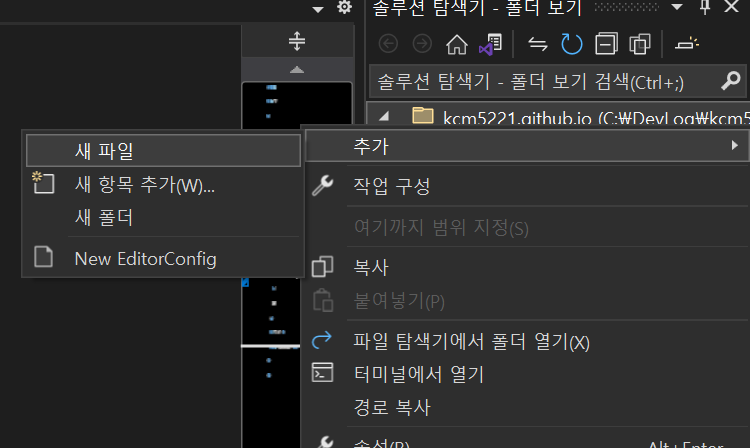 솔루션 탐색기 - 폴더 보기
솔루션 탐색기 - 폴더 보기 검색(Ctrl+;)
kcm5221.github.io (C:₩DevLog₩kcm5
새 파일
새 항목 추가(W)...
새 폴더
New EditorConfig
추가
작업 구성
여기까지 범위 지정(S)
복사
붙여넣기(P)
파일 탐색기에서 폴더 열기(X)
터미널에서 열기
경로 복사
속성(R) Alt+Enter